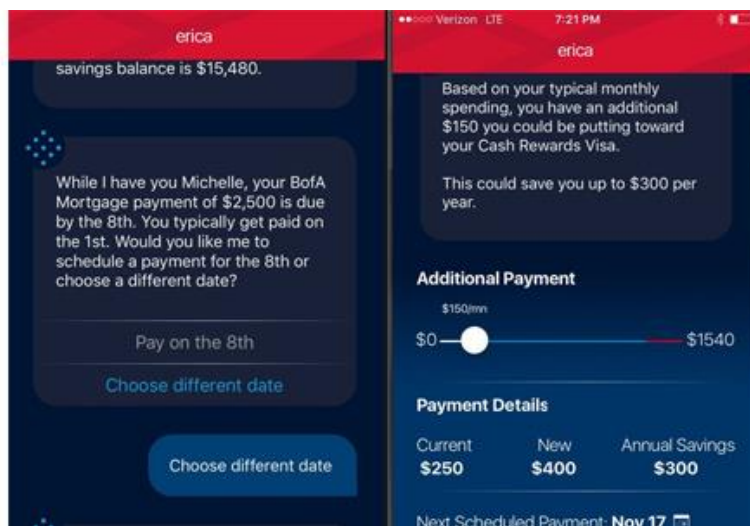 erica
savings balance is $15,480.
While I have you Michelle, your BofA
Mortgage payment of $2,500 is due
by the 8th. You typically get paid on
the 1st. Would you like me to
schedule a payment for the 8th or
choose a different date?
Pay on the 8th
Choose different date
Choose different date
Verizon LTE 7:21 PM
erica
Based on your typical monthly
spending, you have an additional
$150 you could be putting toward
your Cash Rewards Visa.
This could save you up to $300 per
year.
Additional Payment
$150/mn
$0 $1540
Payment Details
Current New Annual Savings
$250 $400 $300
Next Scheduled Payment: Nov 17